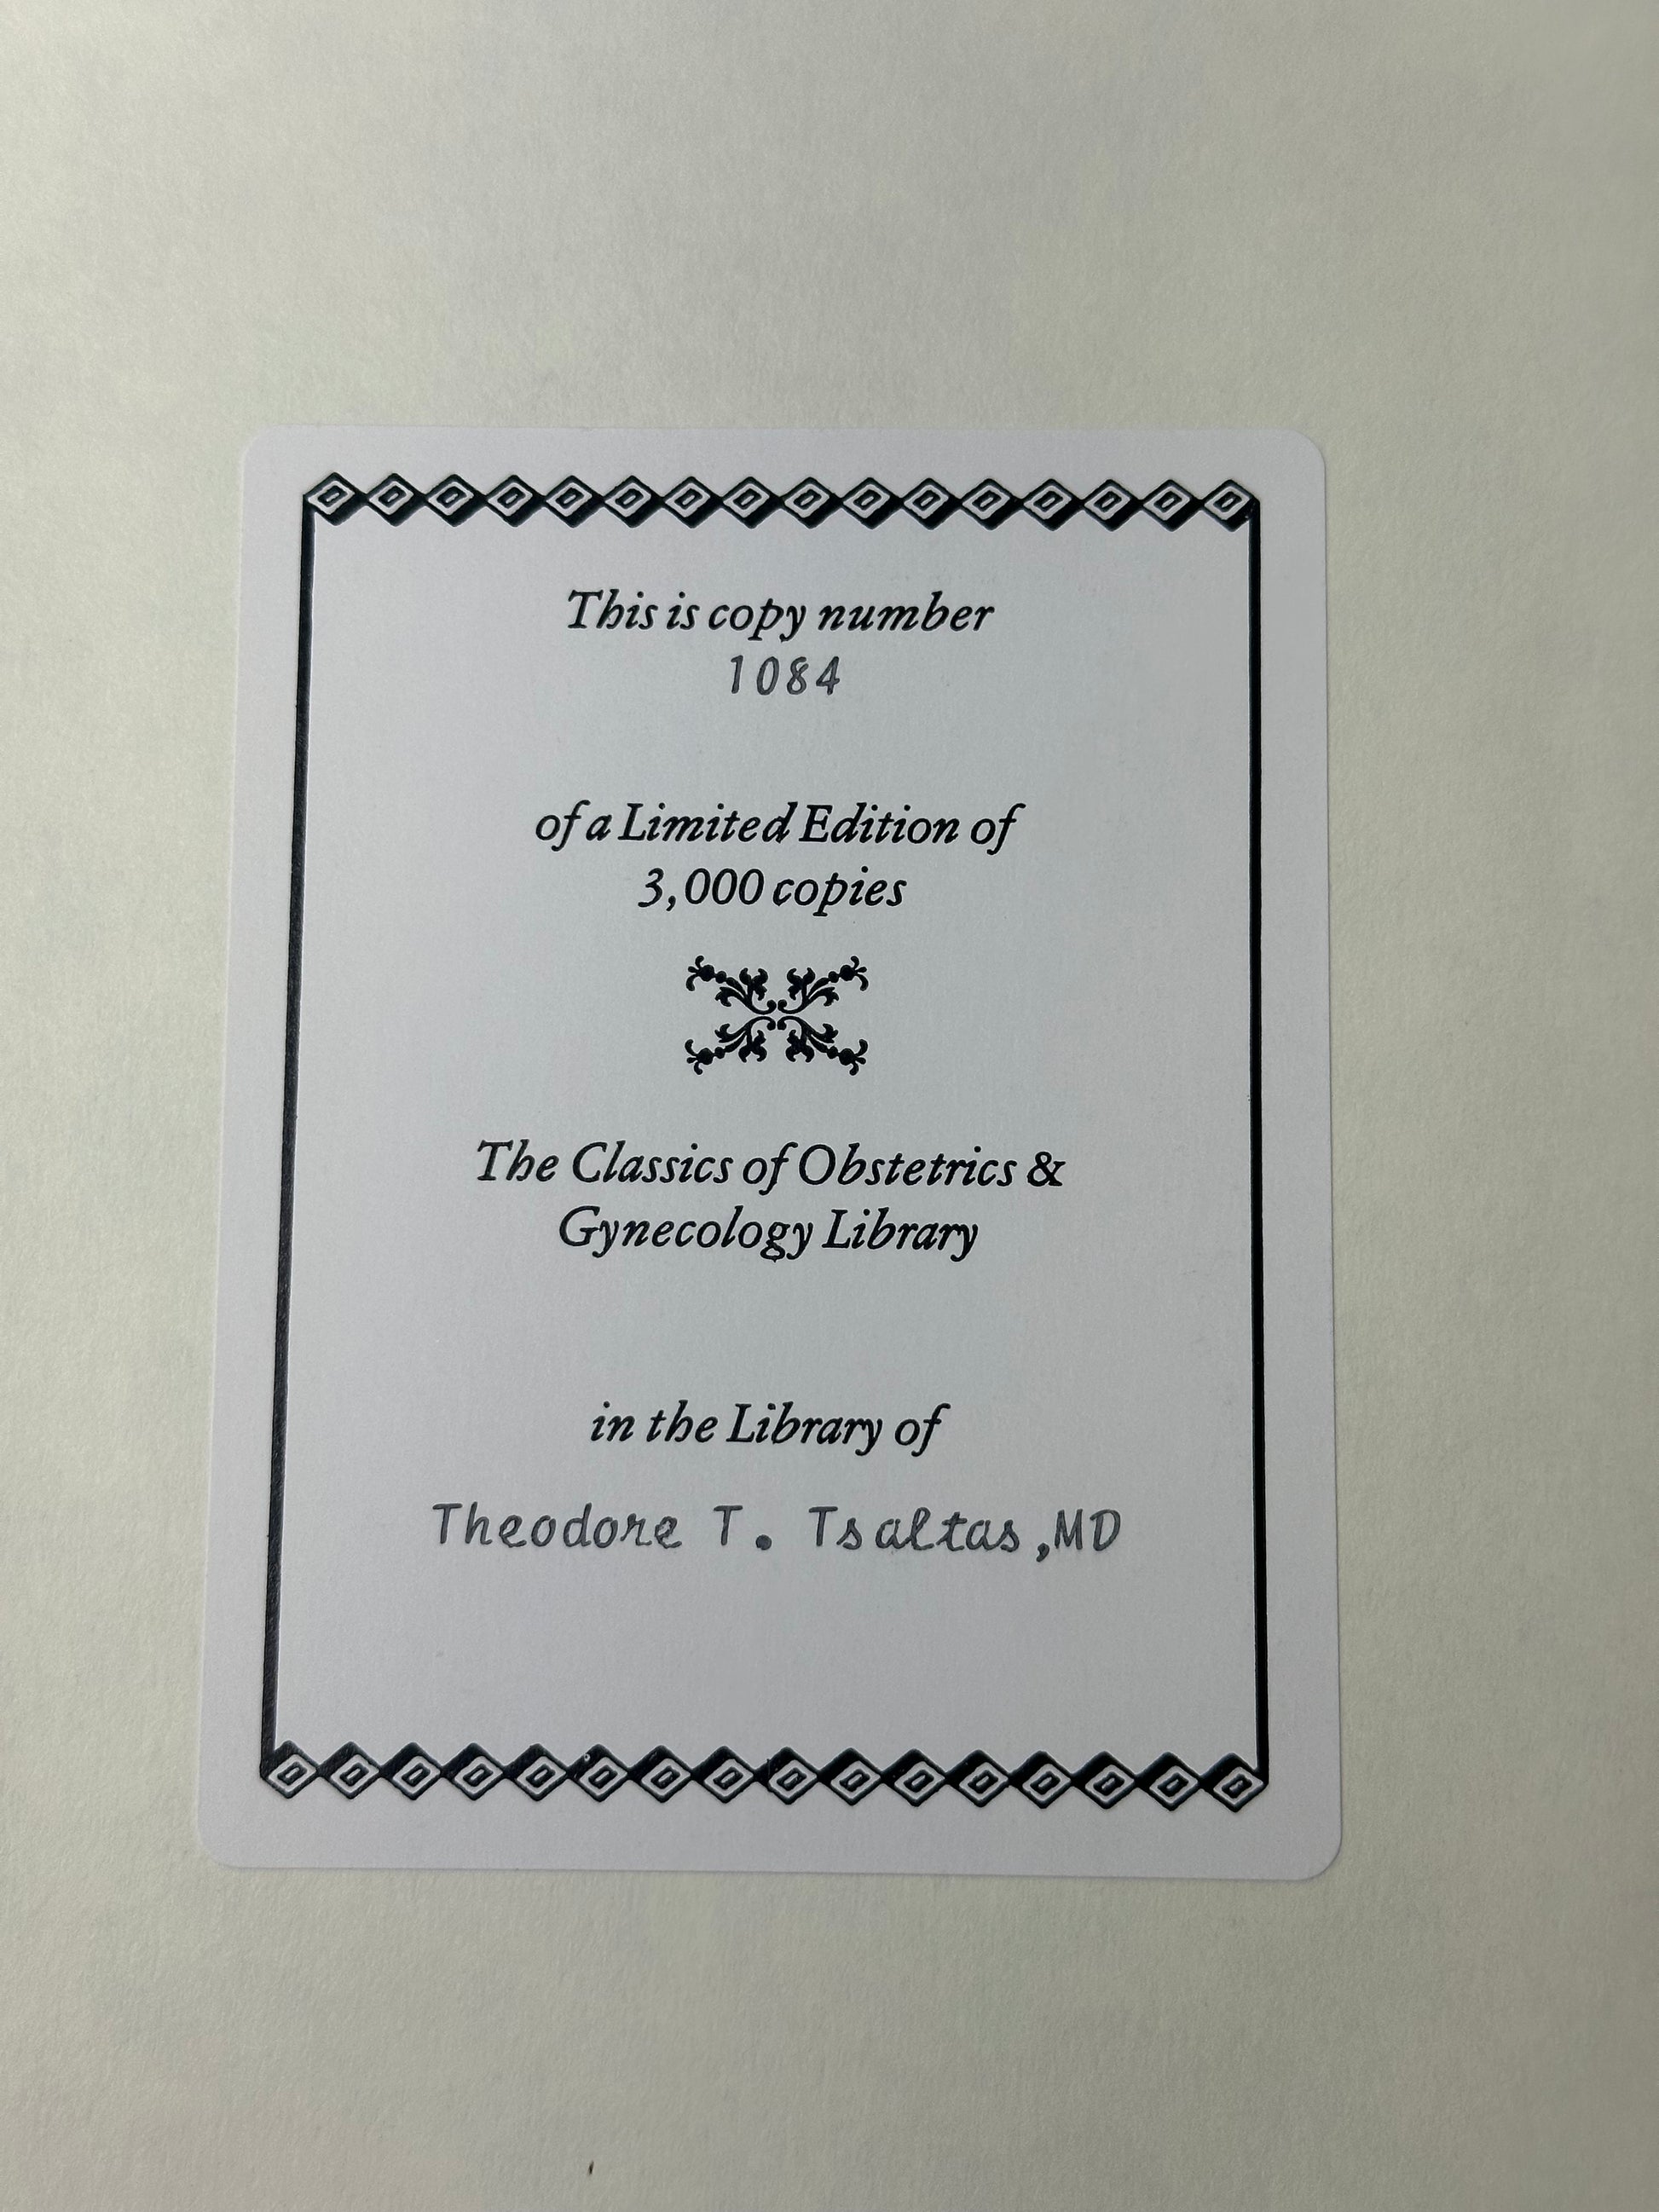 This is copy number
1084
of a Limited Edition of
3,000 copies
The Classics of Obstetrics &
Gynecology Library
in the Library of
Theodore T. Tsaltas,MD